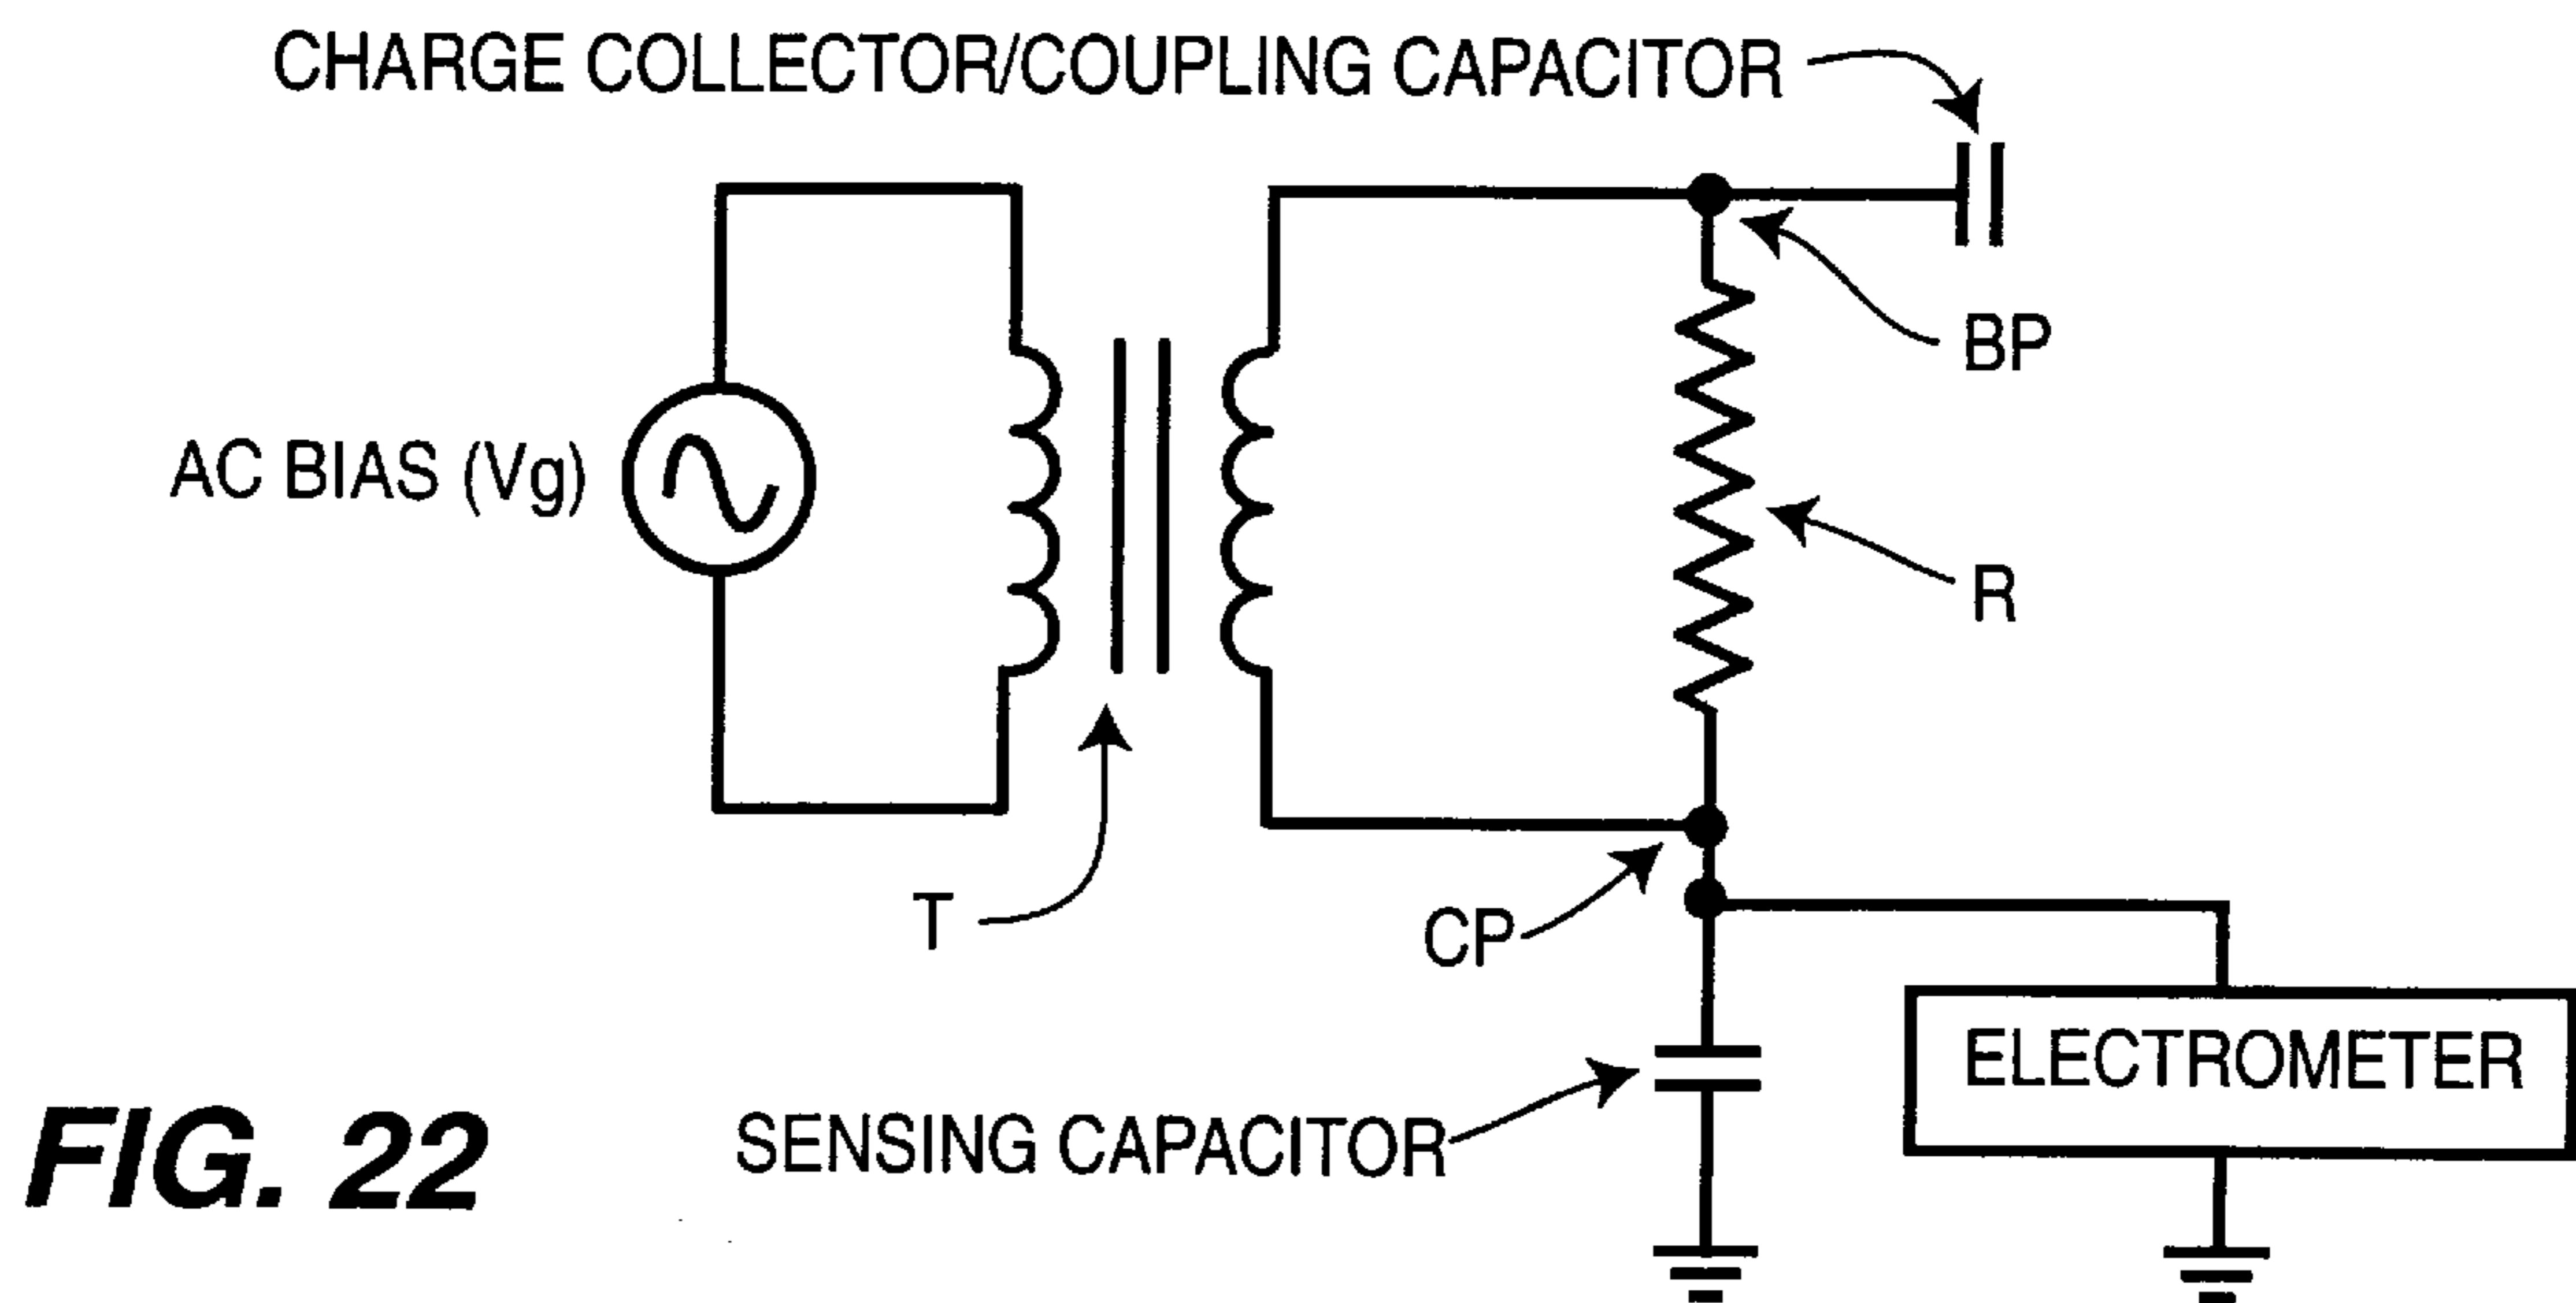 CHARGE COLLECTOR/COUPLING CAPACITOR
BP
AC BIAS (Vg)
R
T
CP
ELECTROMETER
SENSING CAPACITOR
FIG. 22